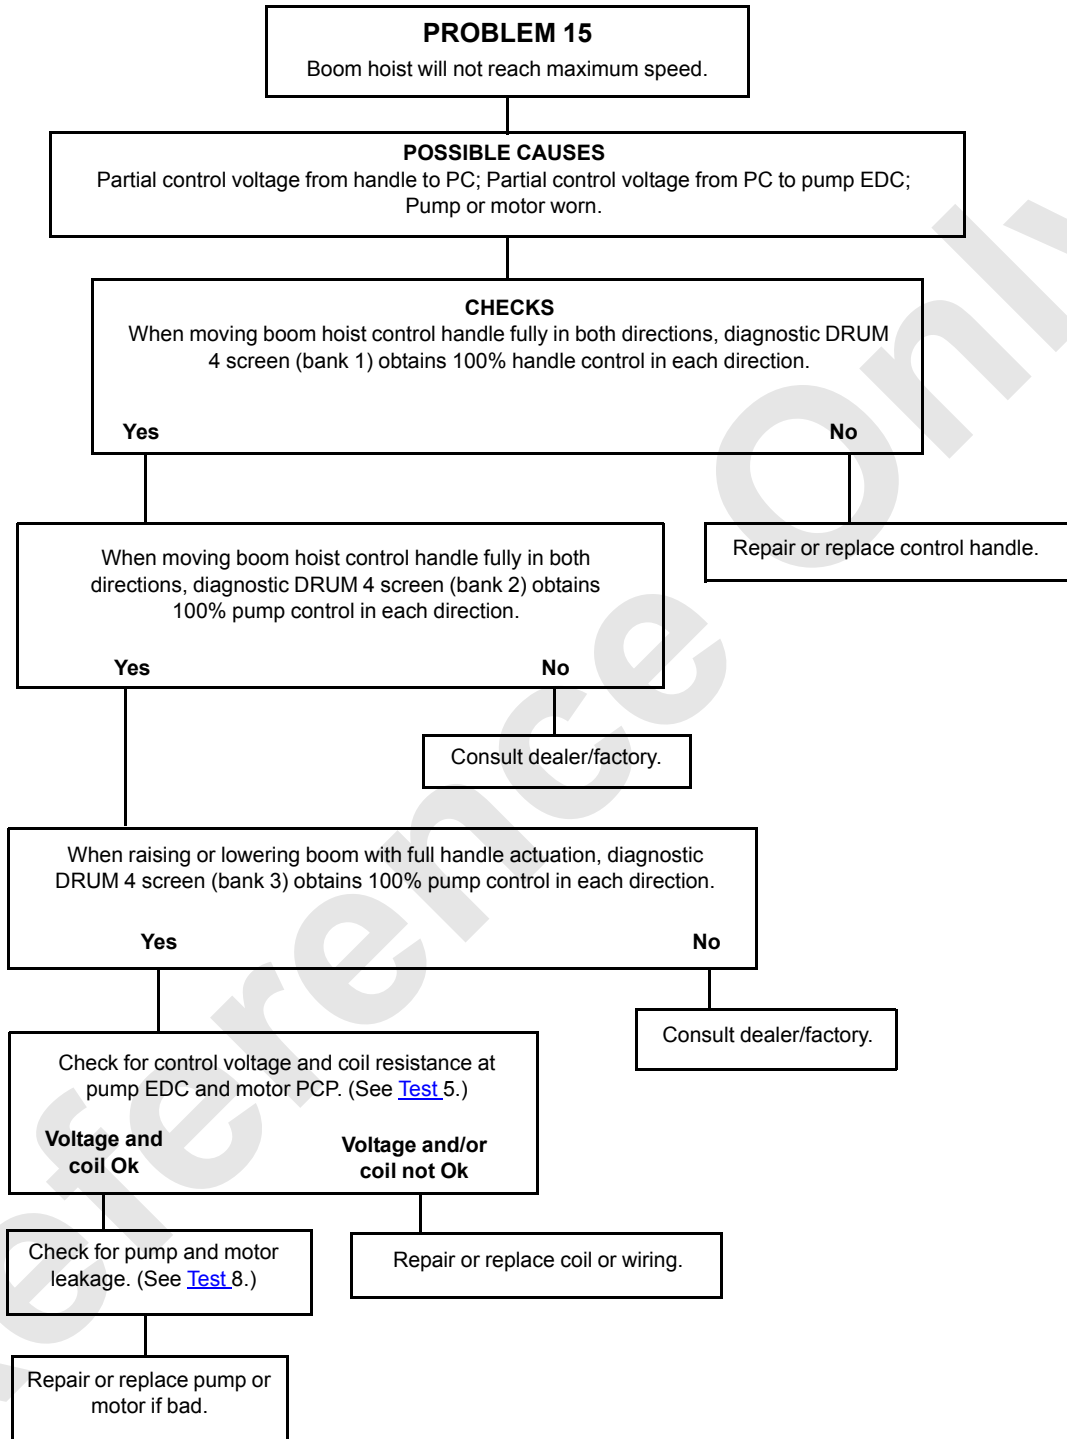 PROBLEM 15
Boom hoist will not reach maximum speed.
POSSIBLE CAUSES
Partial control voltage from handle to PC; Partial control voltage from PC to pump EDC;
Pump or motor worn.
CHECKS
When moving boom hoist control handle fully in both directions, diagnostic DRUM
4 screen (bank 1) obtains 100% handle control in each direction.
Yes
No
When moving boom hoist control handle fully in both
directions, diagnostic DRUM 4 screen (bank 2) obtains
100% pump control in each direction.
Yes
No
Repair or replace control handle.
Consult dealer/factory.
When raising or lowering boom with full handle actuation, diagnostic
DRUM 4 screen (bank 3) obtains 100% pump control in each direction.
Yes
No
Check for control voltage and coil resistance at
pump EDC and motor PCP. (See Test 5.)
Voltage and
coil Ok
Voltage and/or
coil not Ok
Consult dealer/factory.
Check for pump and motor
leakage. (See Test 8.)
Repair or replace coil or wiring.
Repair or replace pump or
motor if bad.
Reference Only